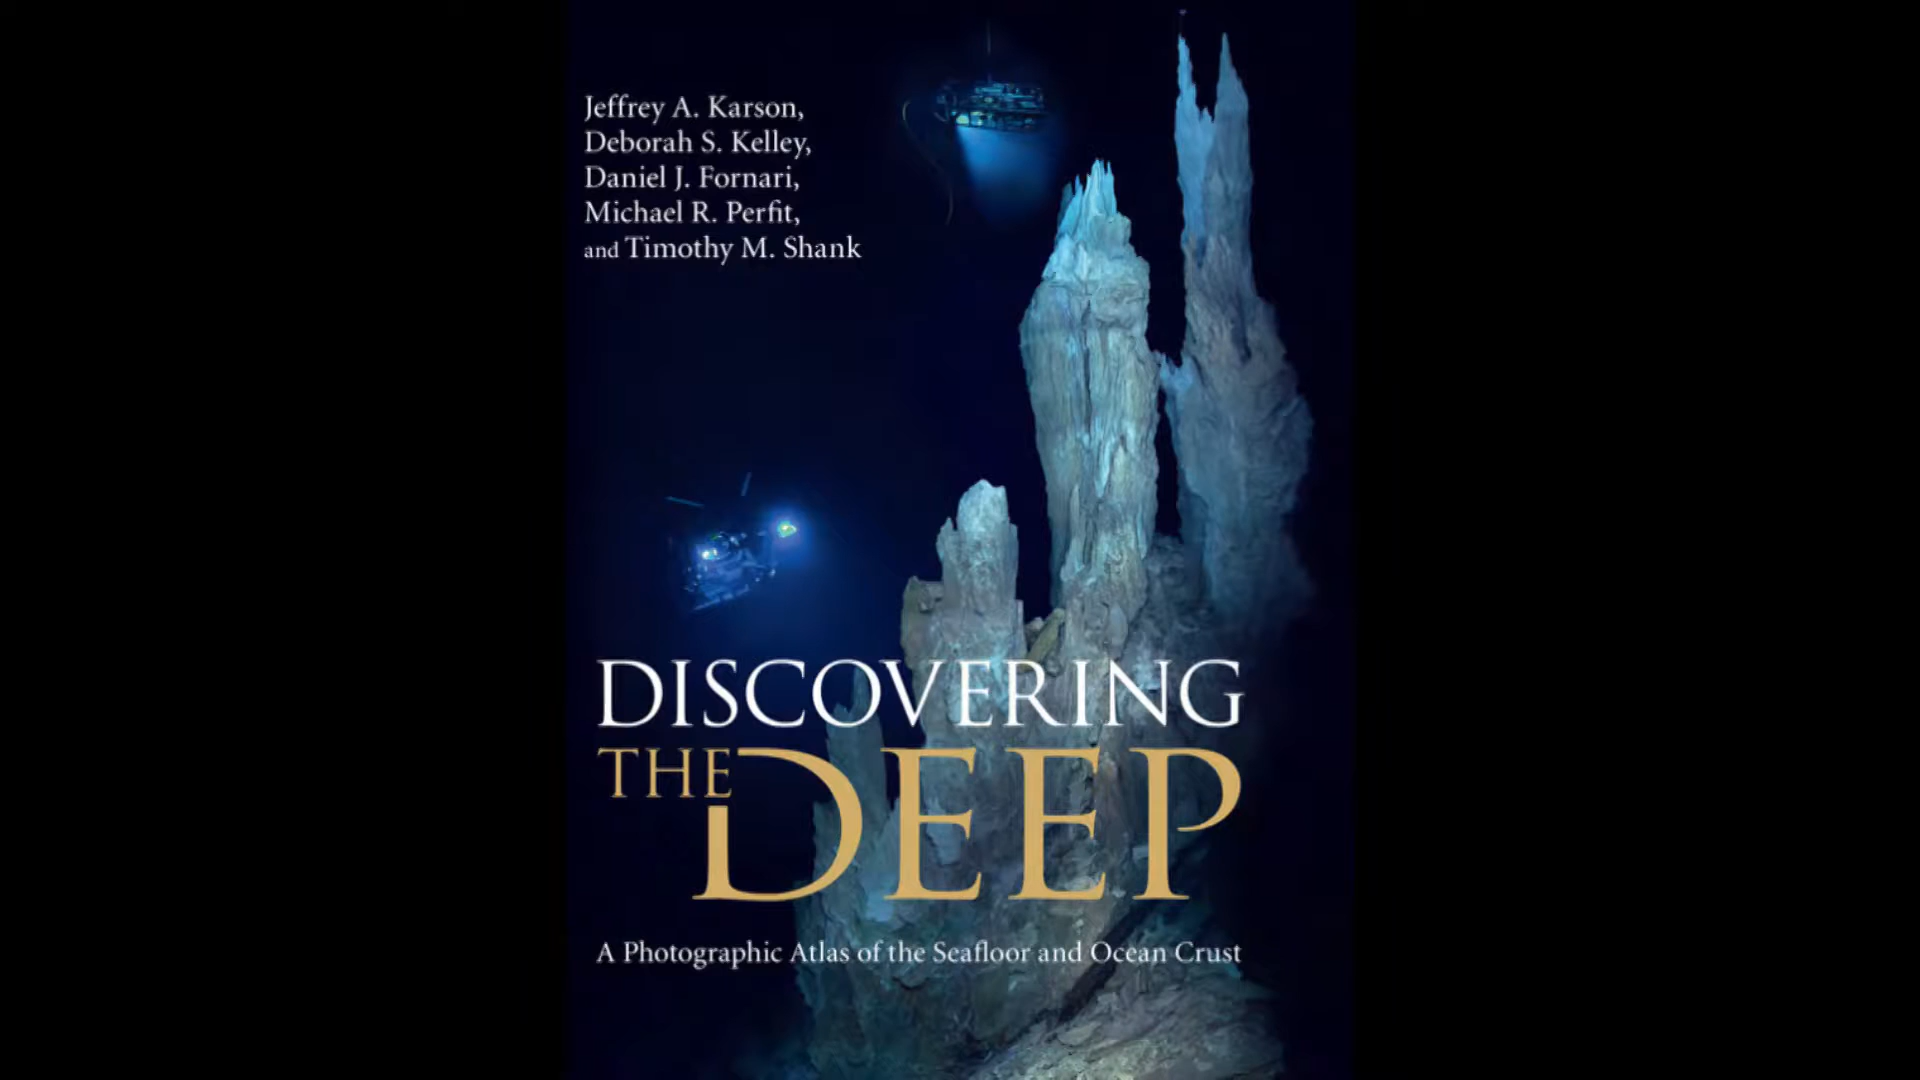 Jeffrey A. Karson,
Deborah S. Kelley,
Daniel J. Fornari,
Michael R. Perfit,
and Timothy M. Shank
DISCOVERING
THE DEEP
A Photographic Atlas of the Seafloor and Ocean Crust